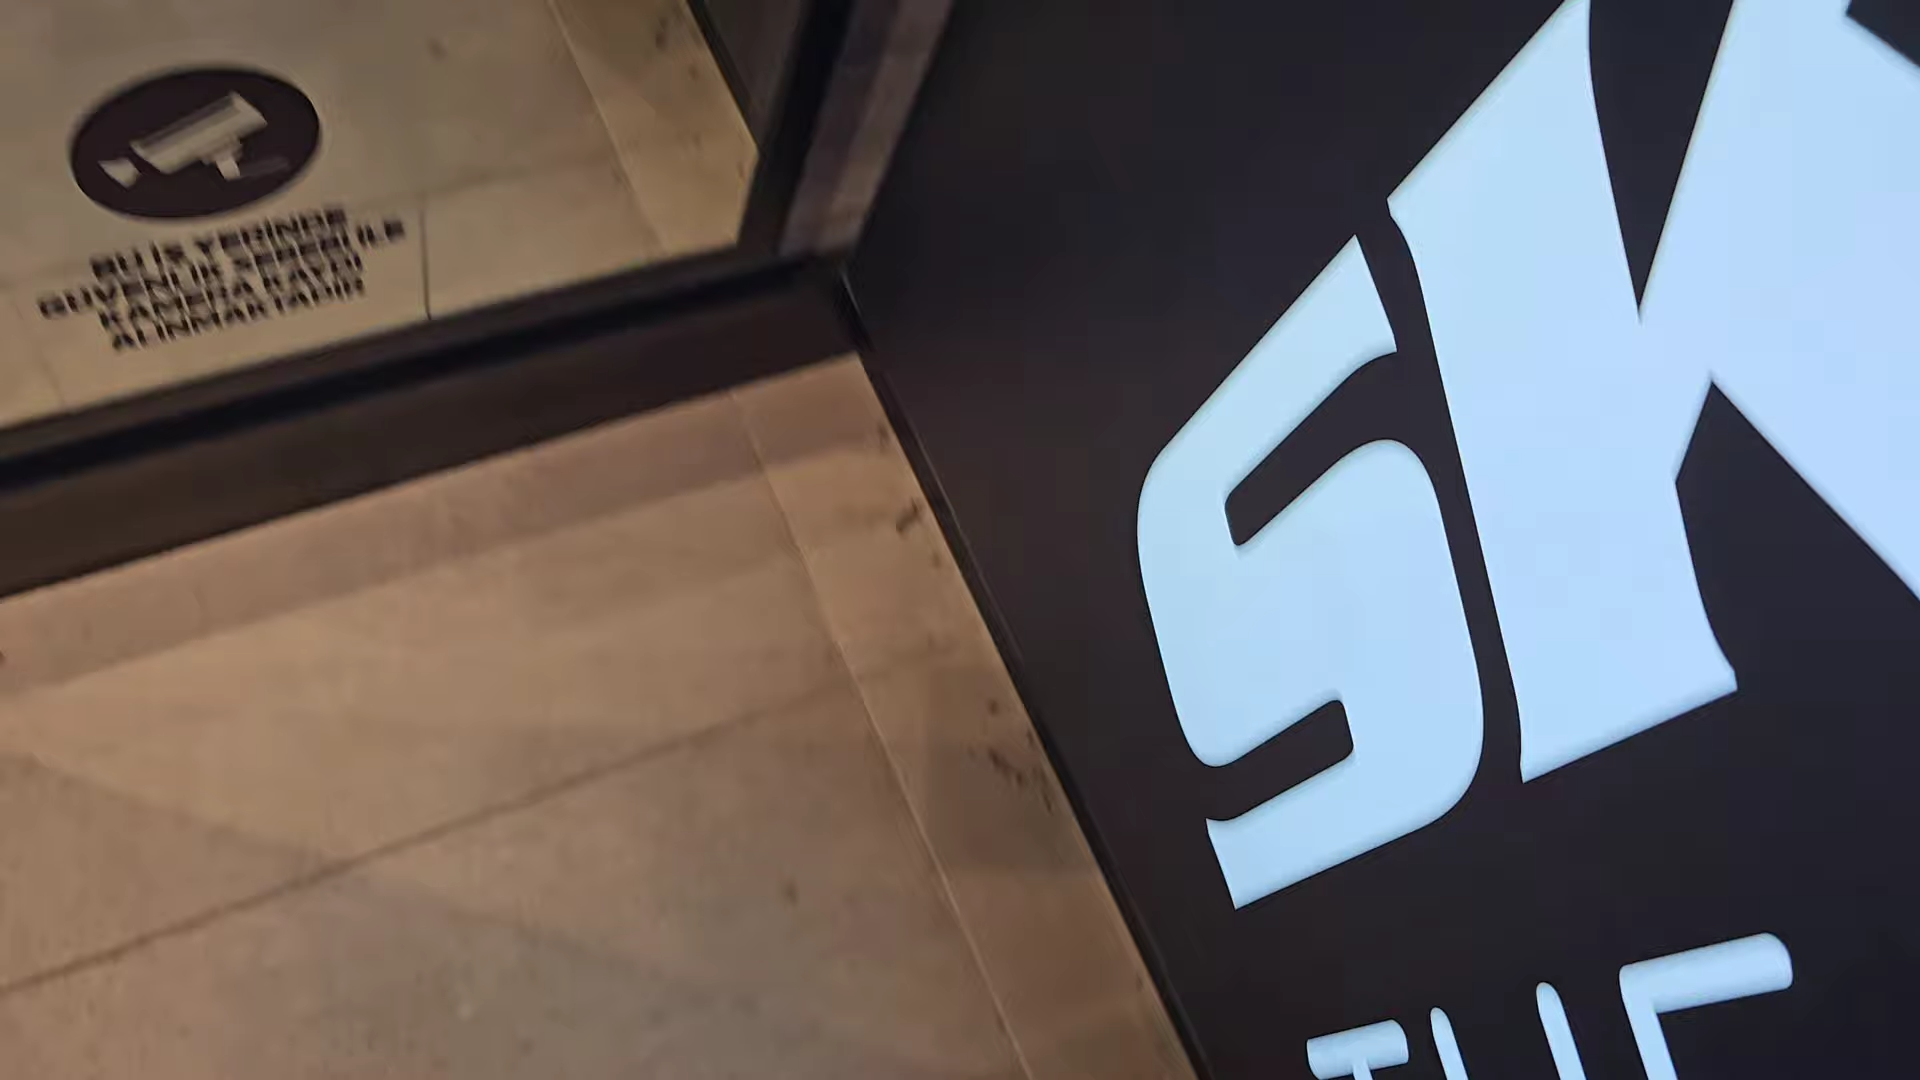 BU İŞ YERİNDE
GÜVENLİK SEBEBİ İLE
KAMERA KAYDI
ALINMAKTADIR
SK